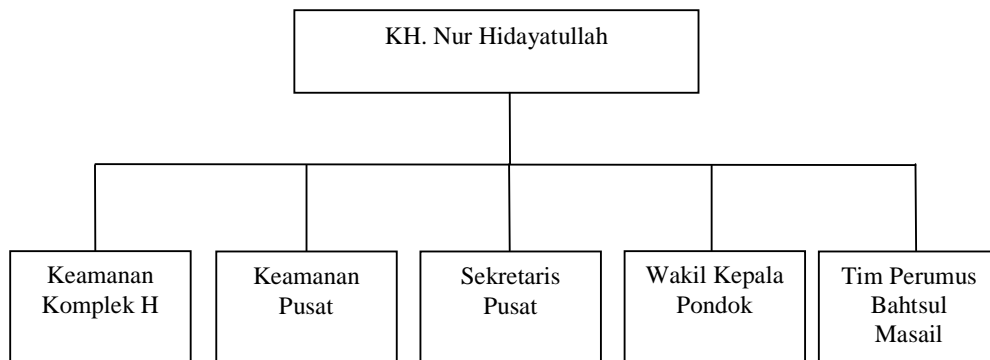 KH. Nur Hidayatullah
Keamanan
Komplek H
Keamanan
Pusat
Sekretaris
Pusat
Wakil Kepala
Pondok
Tim Perumus
Bahtsul
Masail